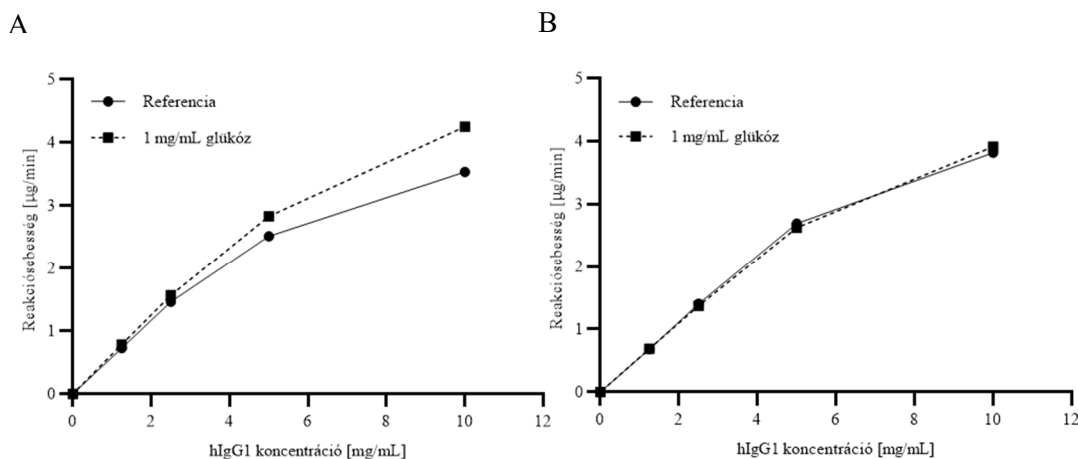 A
Reakciósebesség [µg/min]
5
4
3
2
1
0
Referencia
1 mg/mL glükóz
0
2
4
6
8
10
12
hIgG1 koncentráció [mg/mL]
B
Reakciósebesség [µg/min]
5
4
3
2
1
0
Referencia
1 mg/mL glükóz
0
2
4
6
8
10
12
hIgG1 koncentráció [mg/mL]